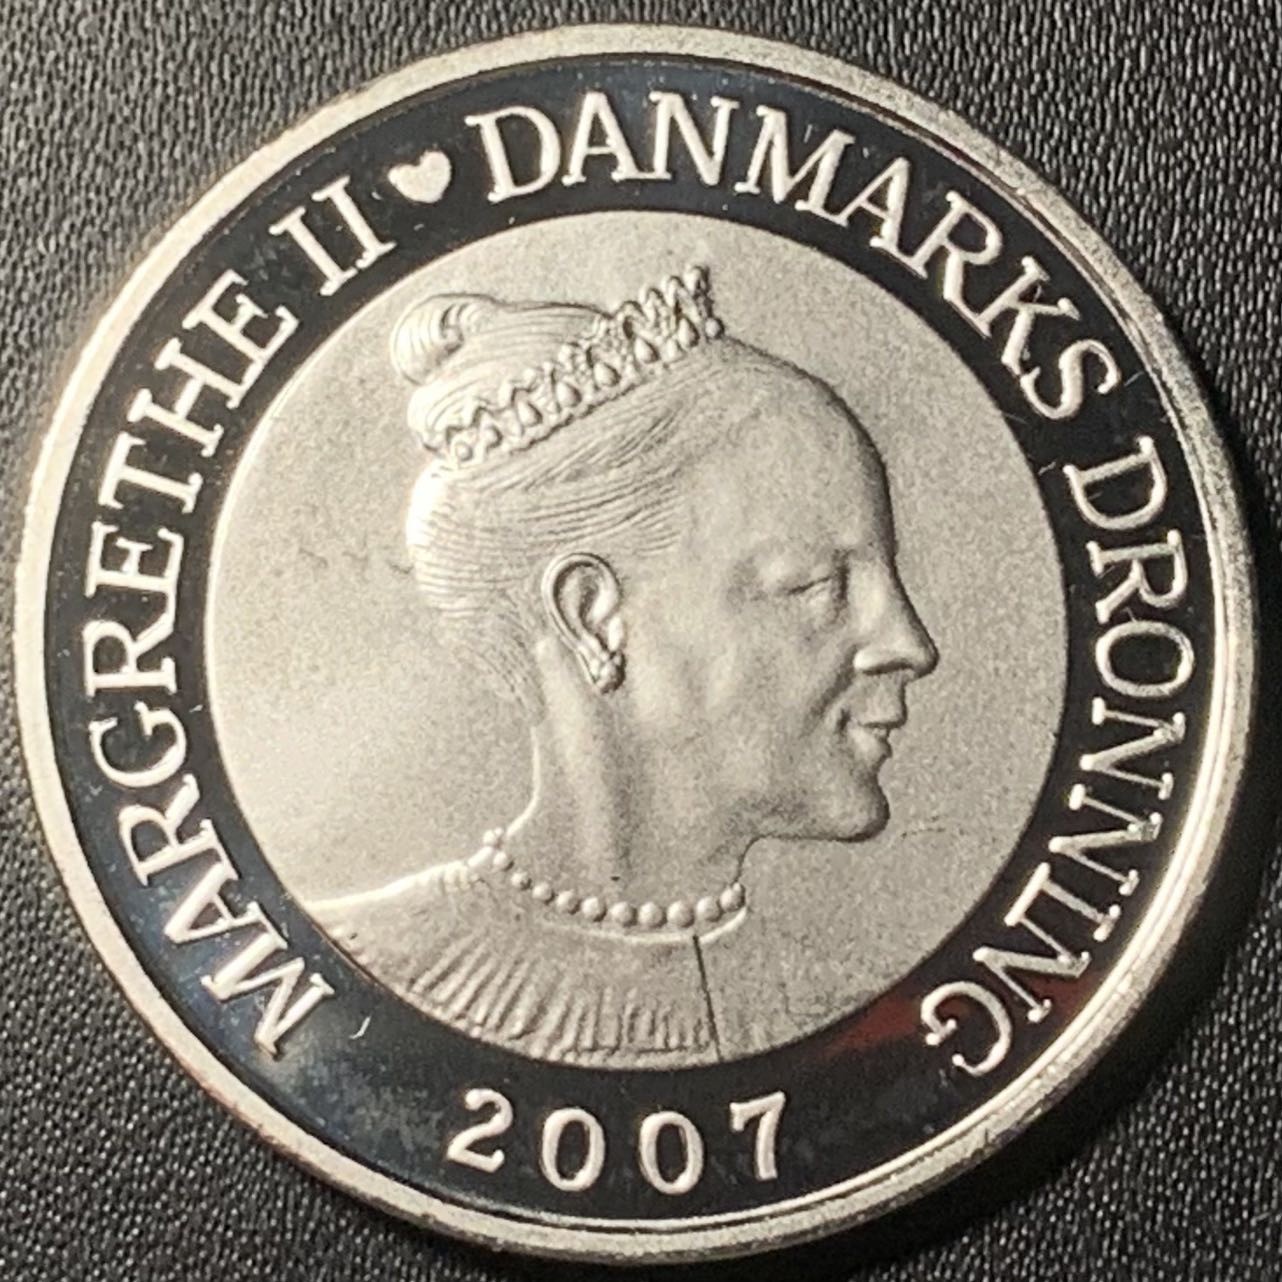 MARGRETHE II ♥ DANMARKS DRONNING
2007